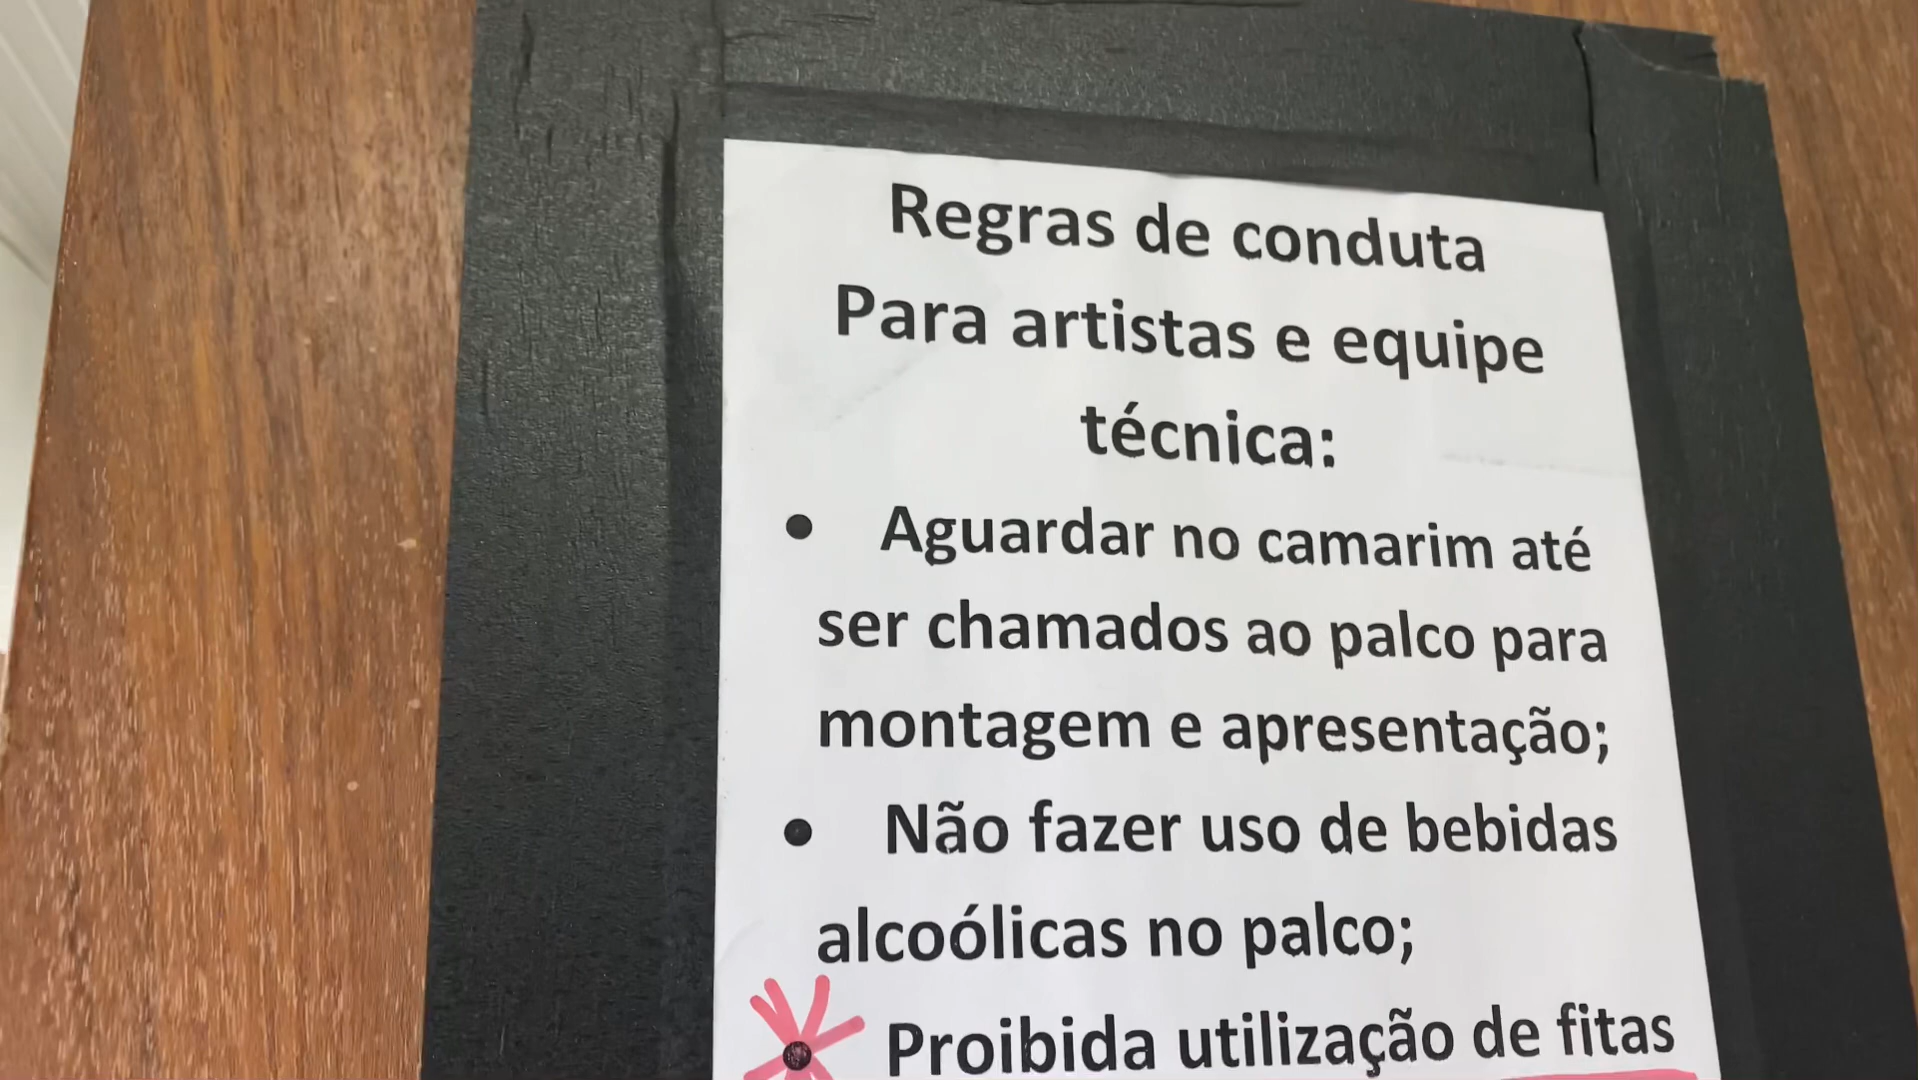 Regras de conduta
Para artistas e equipe
técnica:
• Aguardar no camarim até
ser chamados ao palco para
montagem e apresentação;
• Não fazer uso de bebidas
alcoólicas no palco;
• Proibida utilização de fitas